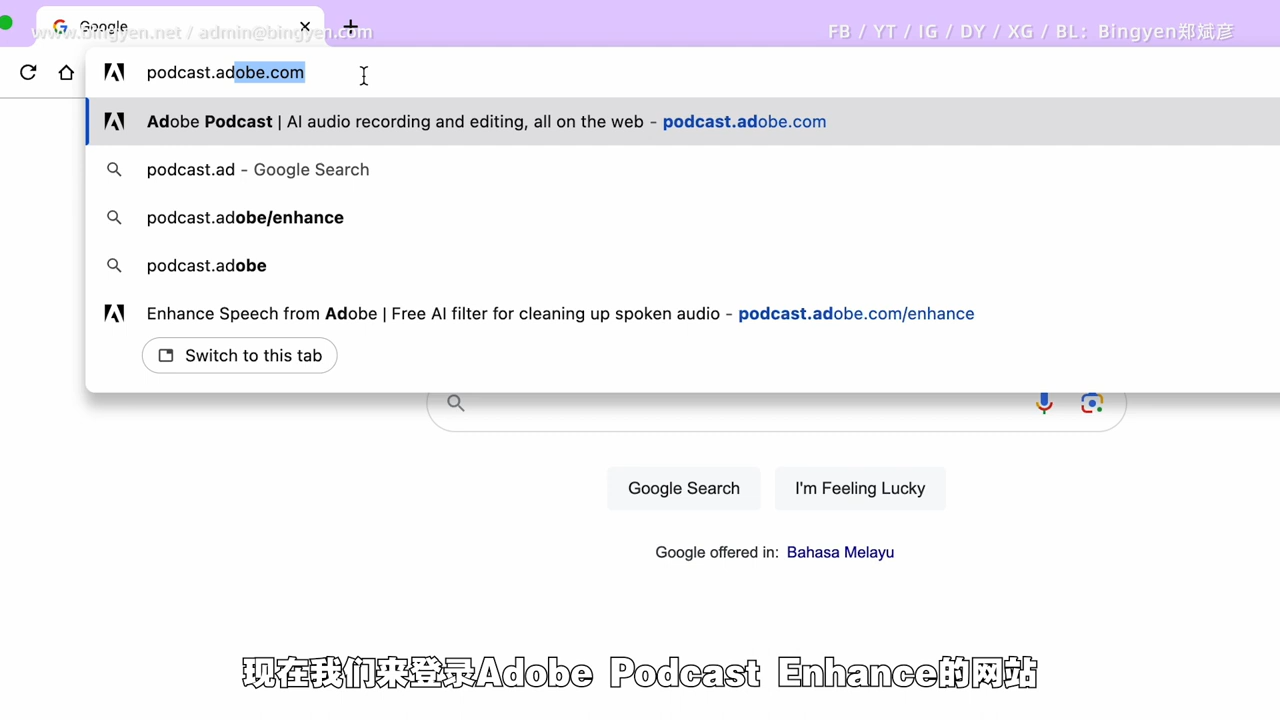 Google
www.bingyen.net / admin@bingyen.com
FB / YT / IG / DY / XG / BL: Bingyen郑斌彦
podcast.adobe.com
Adobe Podcast | AI audio recording and editing, all on the web - podcast.adobe.com
podcast.ad - Google Search
podcast.adobe/enhance
podcast.adobe
Enhance Speech from Adobe | Free AI filter for cleaning up spoken audio - podcast.adobe.com/enhance
Switch to this tab
Google Search
I'm Feeling Lucky
Google offered in: Bahasa Melayu
现在我们来登录Adobe Podcast Enhance的网站